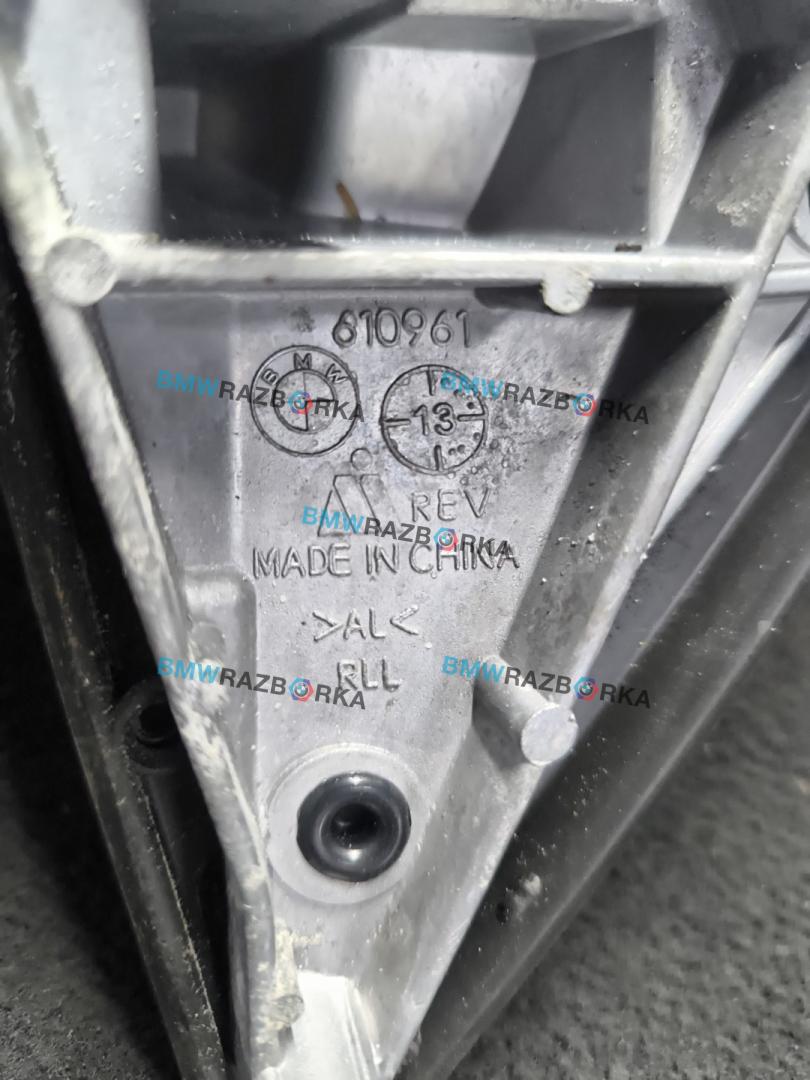 610961
BMW
13
REV
MADE IN CHINA
>AL<
RLL
BMWRAZBORKA
BMWRAZBORKA
BMWRAZBORKA
BMWRAZBORKA
BMWRAZBORKA